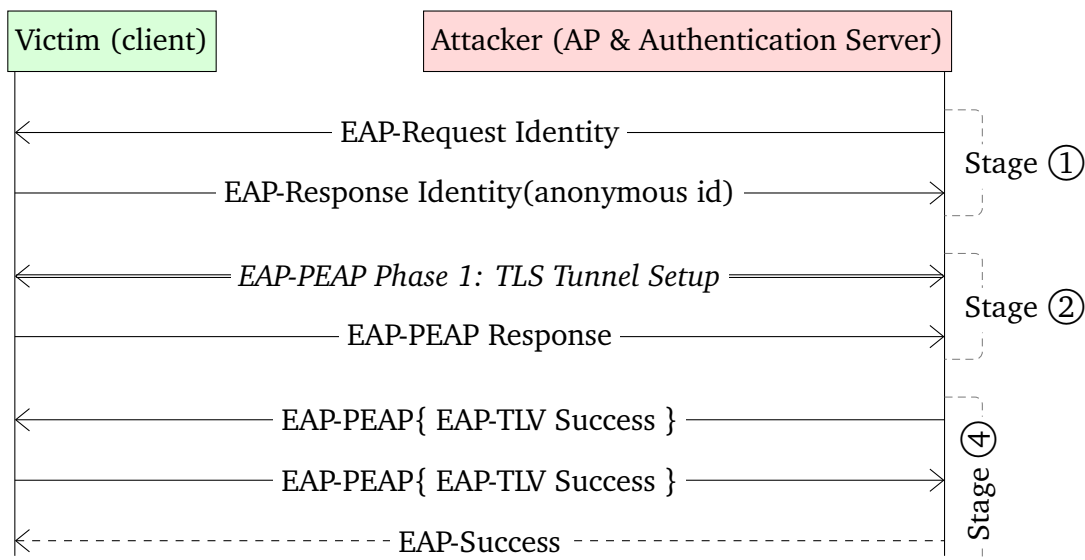 Victim (client)
Attacker (AP & Authentication Server)
EAP-Request Identity
Stage ①
EAP-Response Identity(anonymous id)
EAP-PEAP Phase 1: TLS Tunnel Setup
Stage ②
EAP-PEAP Response
EAP-PEAP{ EAP-TLV Success }
Stage ④
EAP-PEAP{ EAP-TLV Success }
EAP-Success